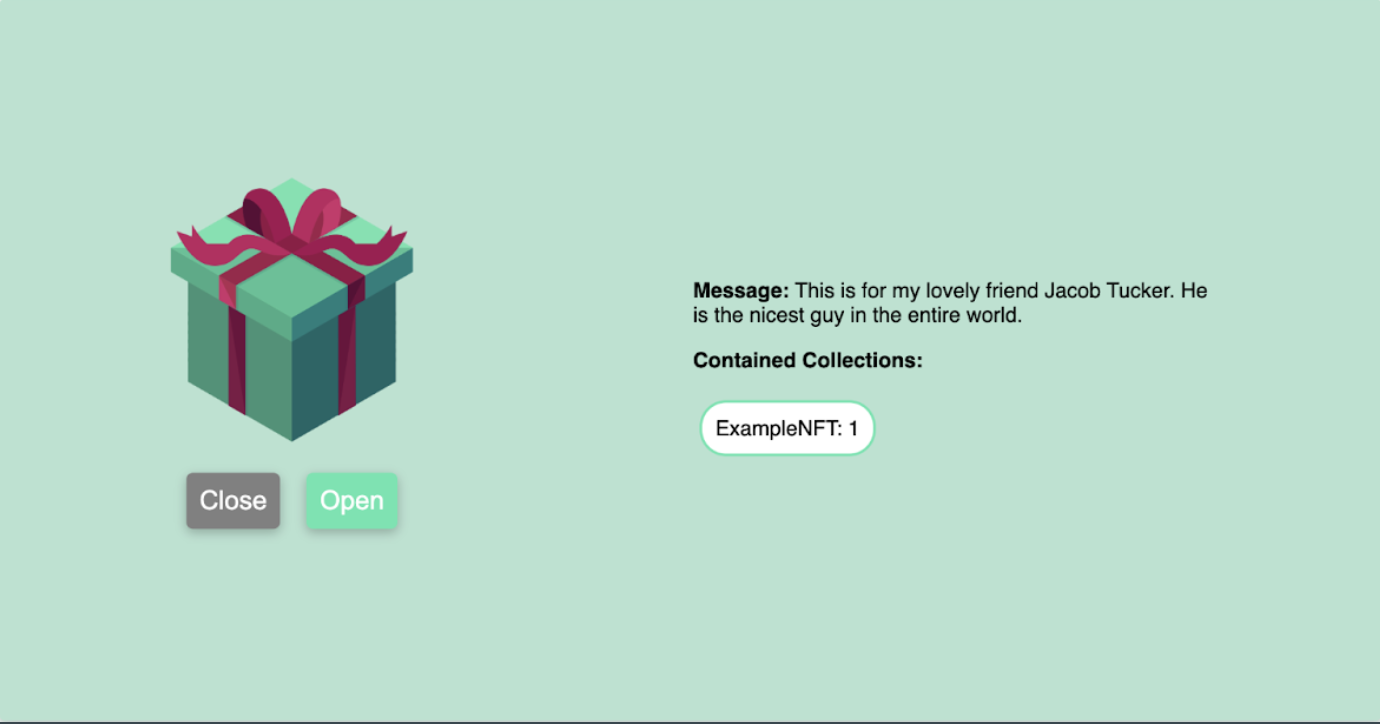 Message: This is for my lovely friend Jacob Tucker. He
is the nicest guy in the entire world.
Contained Collections:
ExampleNFT: 1
Close
Open